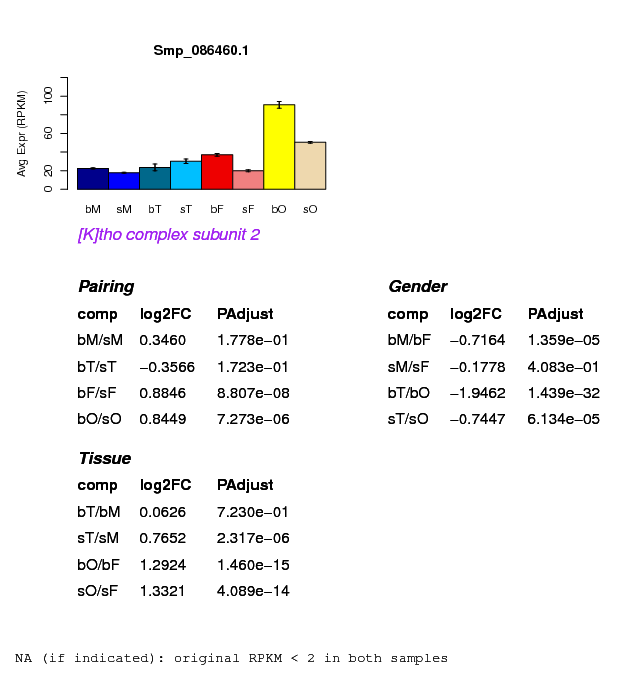 Smp_086460.1
Avg Expr (RPKM)
0 20 60 100
bM sM bT sT bF sF bO sO
[K]tho complex subunit 2
Pairing
comp log2FC PAdjust
bM/sM 0.3460 1.778e−01
bT/sT −0.3566 1.723e−01
bF/sF 0.8846 8.807e−08
bO/sO 0.8449 7.273e−06
Gender
comp log2FC PAdjust
bM/bF −0.7164 1.359e−05
sM/sF −0.1778 4.083e−01
bT/bO −1.9462 1.439e−32
sT/sO −0.7447 6.134e−05
Tissue
comp log2FC PAdjust
bT/bM 0.0626 7.230e−01
sT/sM 0.7652 2.317e−06
bO/bF 1.2924 1.460e−15
sO/sF 1.3321 4.089e−14
NA (if indicated): original RPKM < 2 in both samples